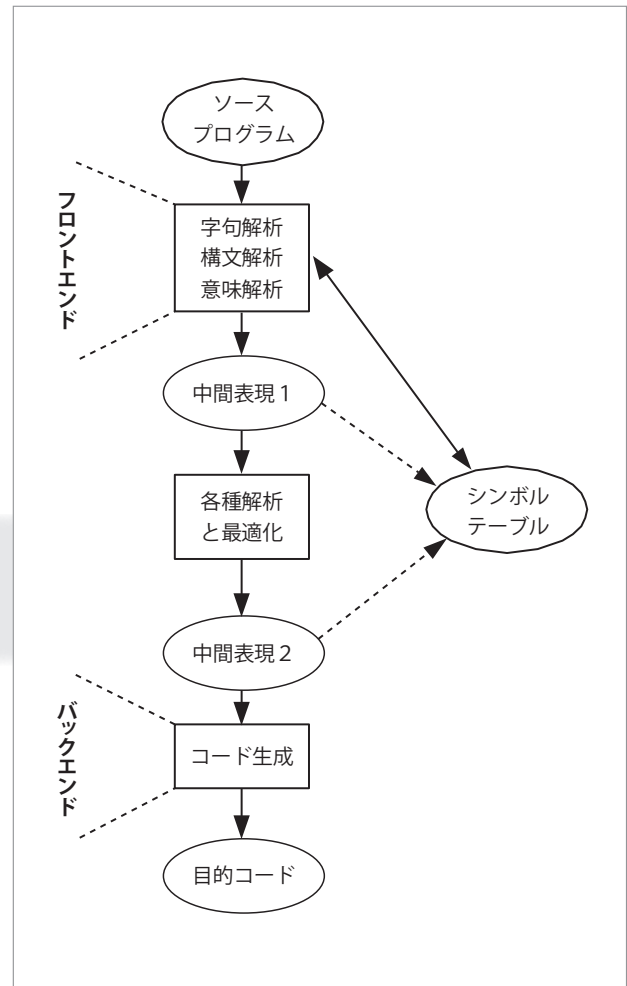 ソース
プログラム
フロントエンド
字句解析
構文解析
意味解析
中間表現1
各種解析
と最適化
シンボル
テーブル
中間表現2
バックエンド
コード生成
目的コード